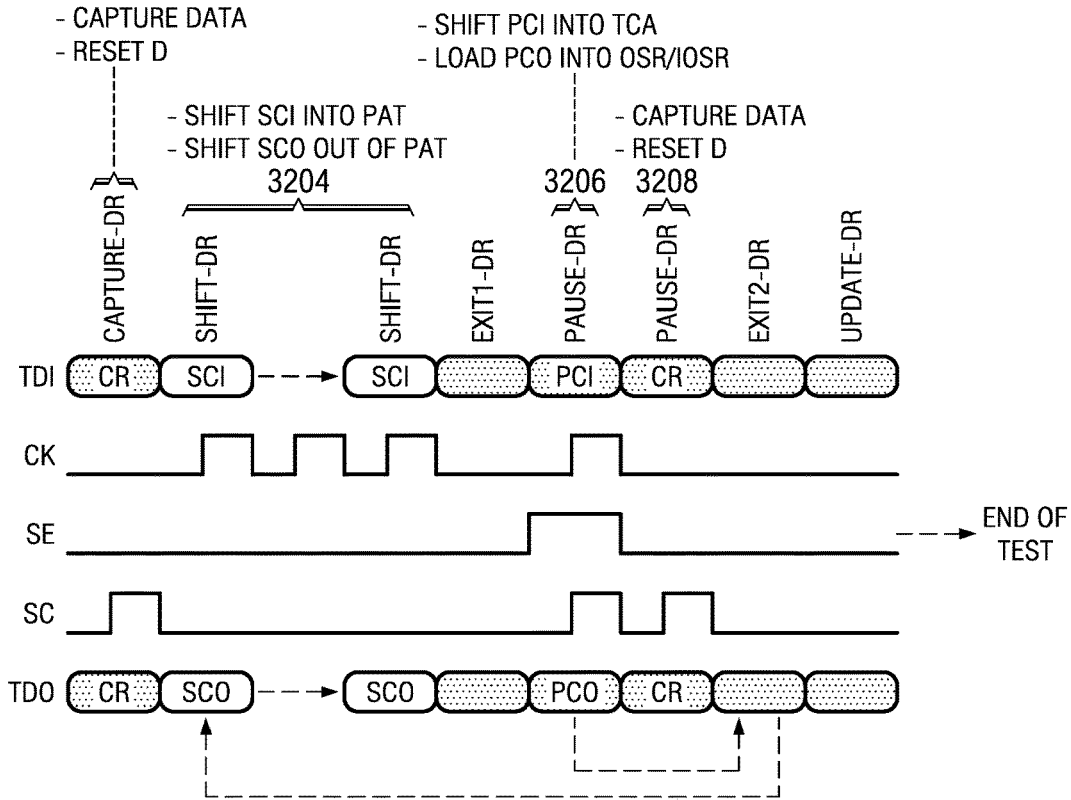 - CAPTURE DATA
- RESET D
- SHIFT PCI INTO TCA
- LOAD PCO INTO OSR/IOSR
- SHIFT SCI INTO PAT
- SHIFT SCO OUT OF PAT
- CAPTURE DATA
- RESET D
3204
3206
3208
CAPTURE-DR
SHIFT-DR
SHIFT-DR
EXIT1-DR
PAUSE-DR
PAUSE-DR
EXIT2-DR
UPDATE-DR
TDI CR SCI SCI PCI CR
CK
SE
END OF
TEST
SC
TDO CR SCO SCO PCO CR